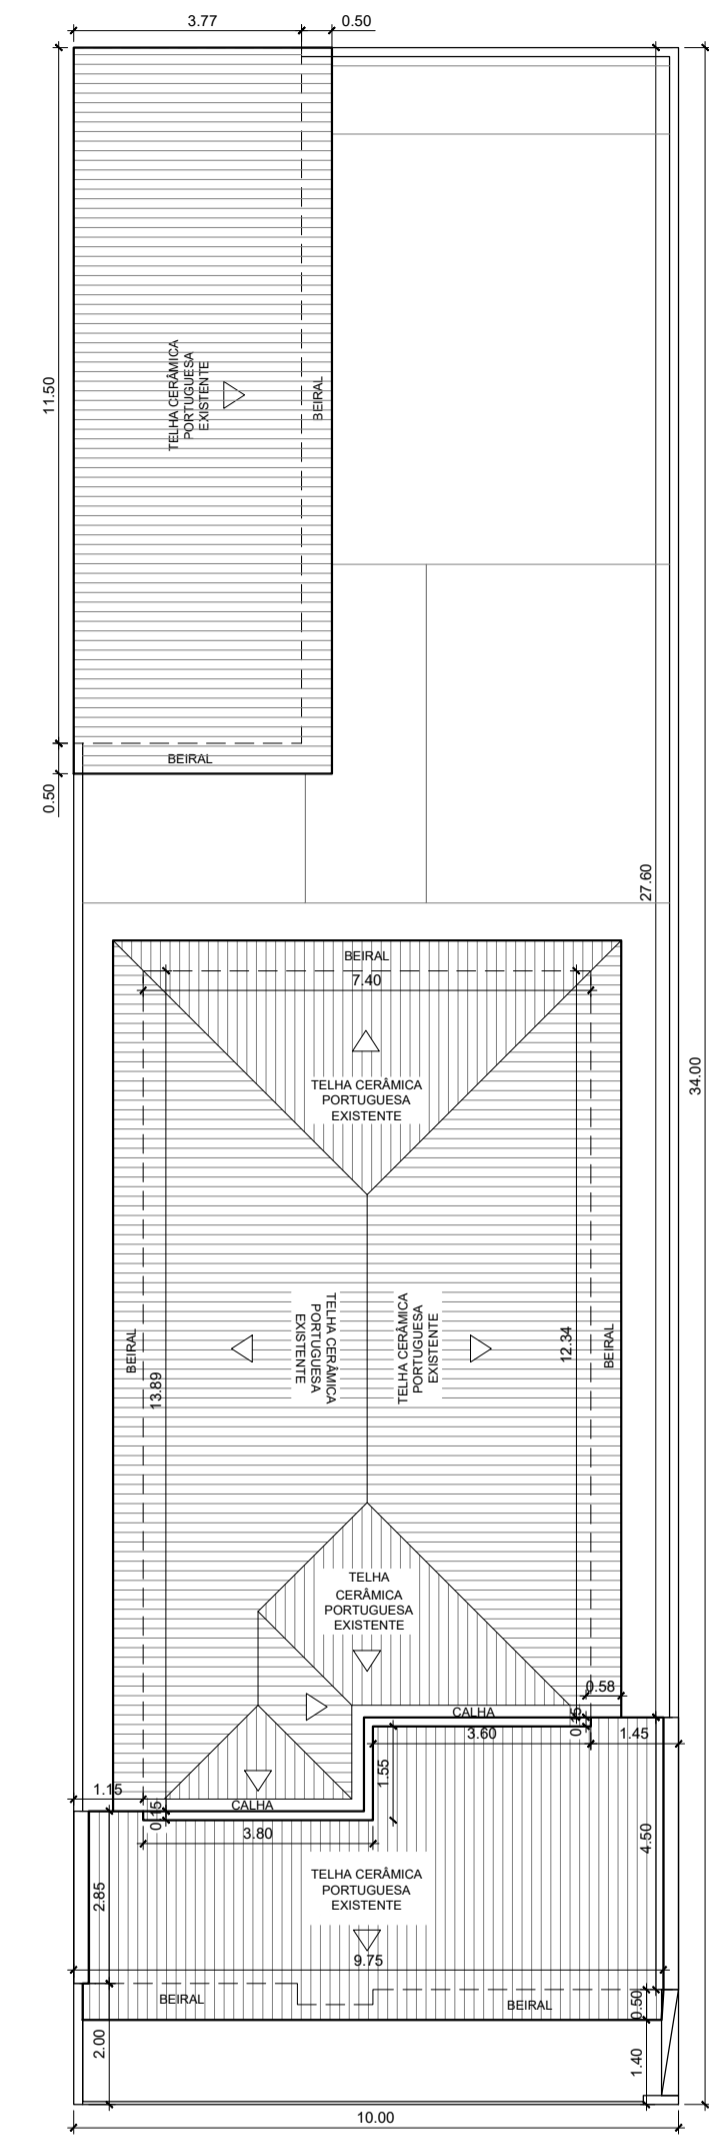 3.77
0.50
11.50
TELHA CERÂMICA
PORTUGUESA
EXISTENTE
BEIRAL
BEIRAL
0.50
27.60
34.00
BEIRAL
7.40
TELHA CERÂMICA
PORTUGUESA
EXISTENTE
BEIRAL
13.89
TELHA CERÂMICA
PORTUGUESA
EXISTENTE
TELHA CERÂMICA
PORTUGUESA
EXISTENTE
12.34
BEIRAL
TELHA
CERÂMICA
PORTUGUESA
EXISTENTE
0.58
CALHA
0.15
3.60
1.45
1.55
1.15
CALHA
0.15
3.80
4.50
TELHA CERÂMICA
PORTUGUESA
EXISTENTE
2.85
9.75
BEIRAL
BEIRAL
0.50
2.00
1.40
10.00